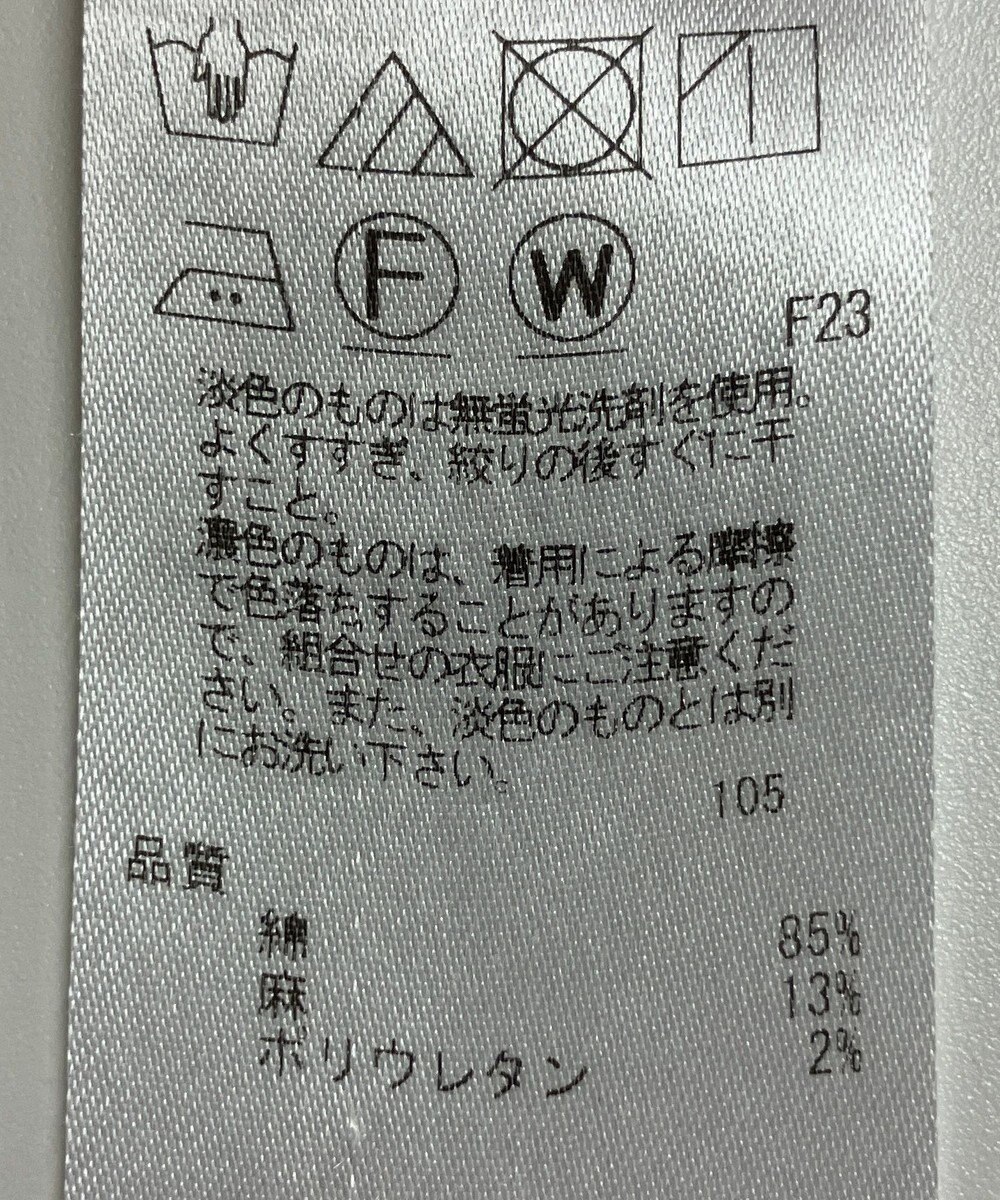 F
W
F23
淡色のものは無蛍光洗剤を使用。
よくすすぎ、絞りの後すぐに干
すこと。
濃色のものは、着用による摩擦
で色落ちすることがありますの
で、組合せの衣服にご注意くだ
さい。また、淡色のものとは別
にお洗い下さい。
105
品質
綿 85%
麻 13%
ポリウレタン 2%